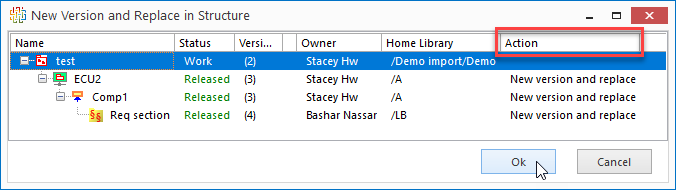 New Version and Replace in Structure
Name Status Versi... Owner Home Library Action
test Work (2) Stacey Hw /Demo import/Demo
ECU2 Released (3) Stacey Hw /A New version and replace
Comp1 Released (3) Stacey Hw /A New version and replace
§§ Req section Released (4) Bashar Nassar /LB New version and replace
Ok Cancel